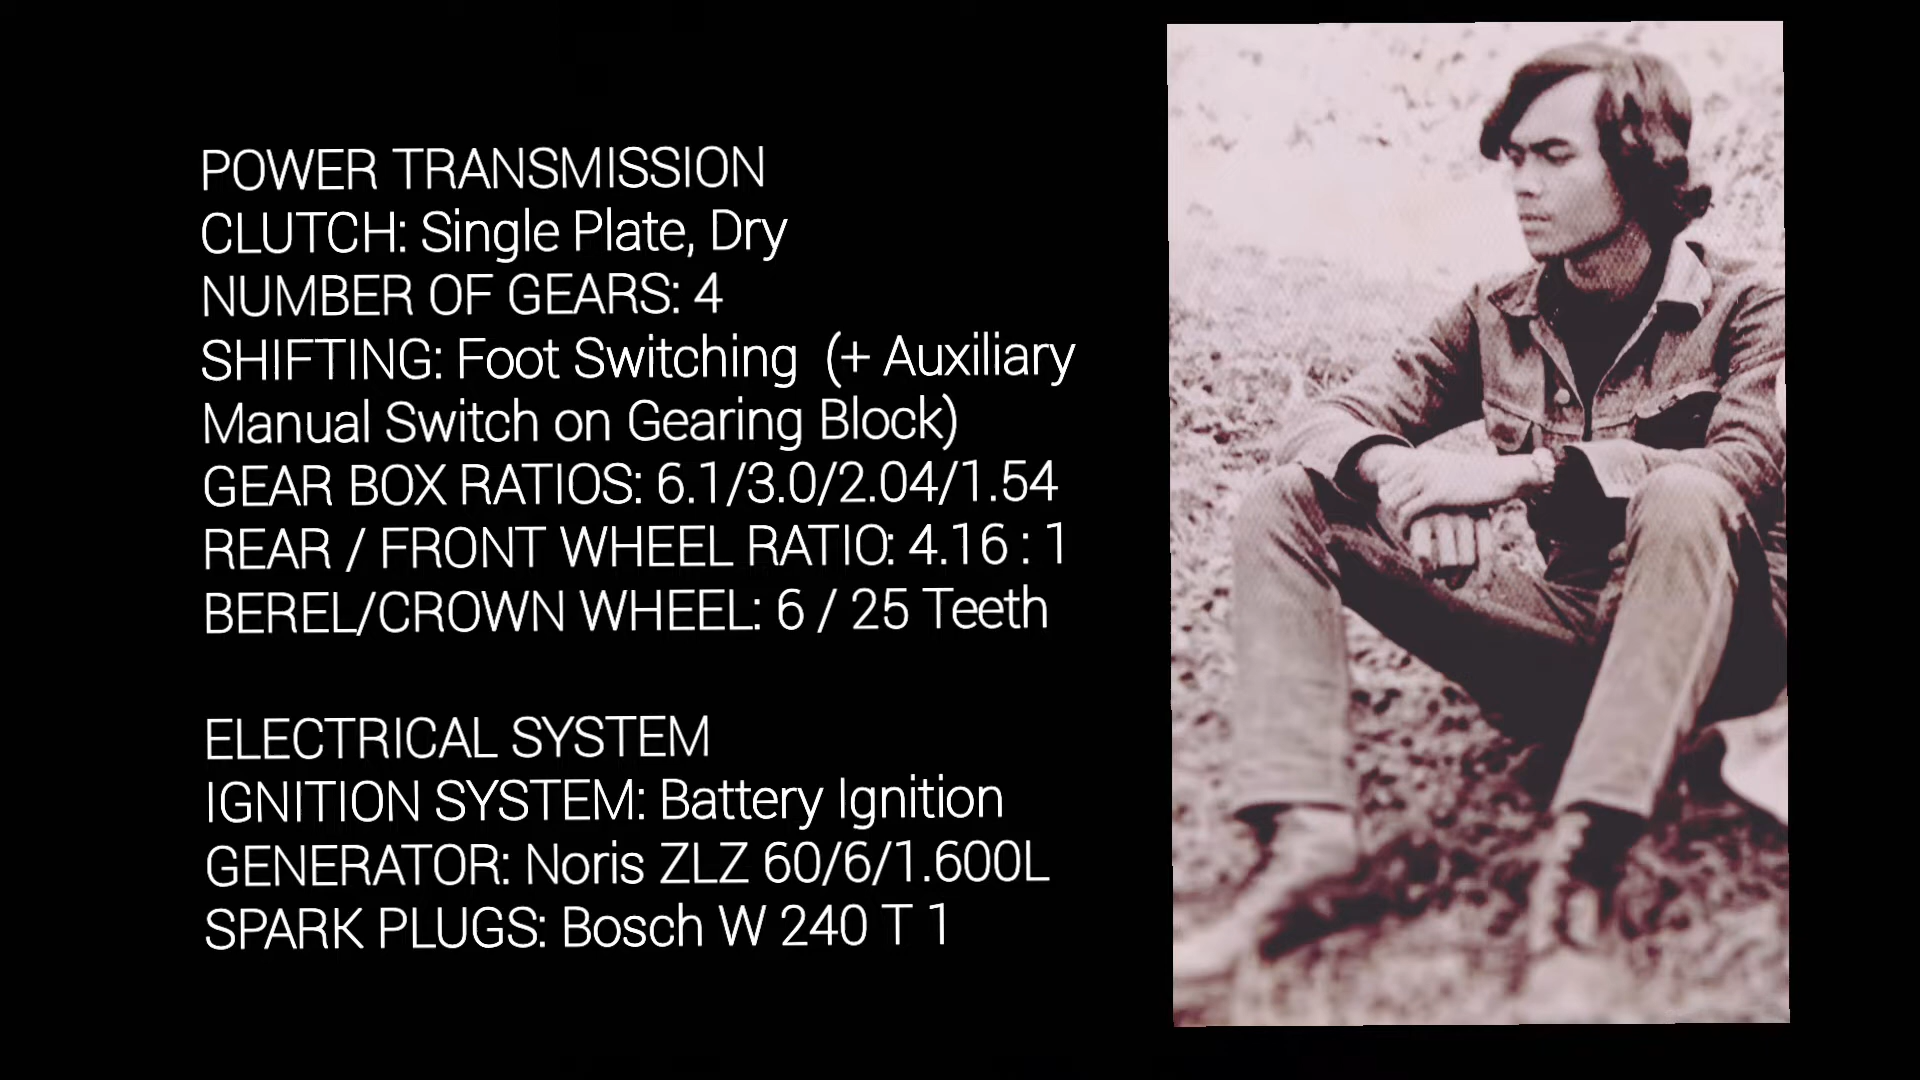 POWER TRANSMISSION
CLUTCH: Single Plate, Dry
NUMBER OF GEARS: 4
SHIFTING: Foot Switching (+ Auxiliary
Manual Switch on Gearing Block)
GEAR BOX RATIOS: 6.1/3.0/2.04/1.54
REAR / FRONT WHEEL RATIO: 4.16 : 1
BEREL/CROWN WHEEL: 6 / 25 Teeth
ELECTRICAL SYSTEM
IGNITION SYSTEM: Battery Ignition
GENERATOR: Noris ZLZ 60/6/1.600L
SPARK PLUGS: Bosch W 240 T 1